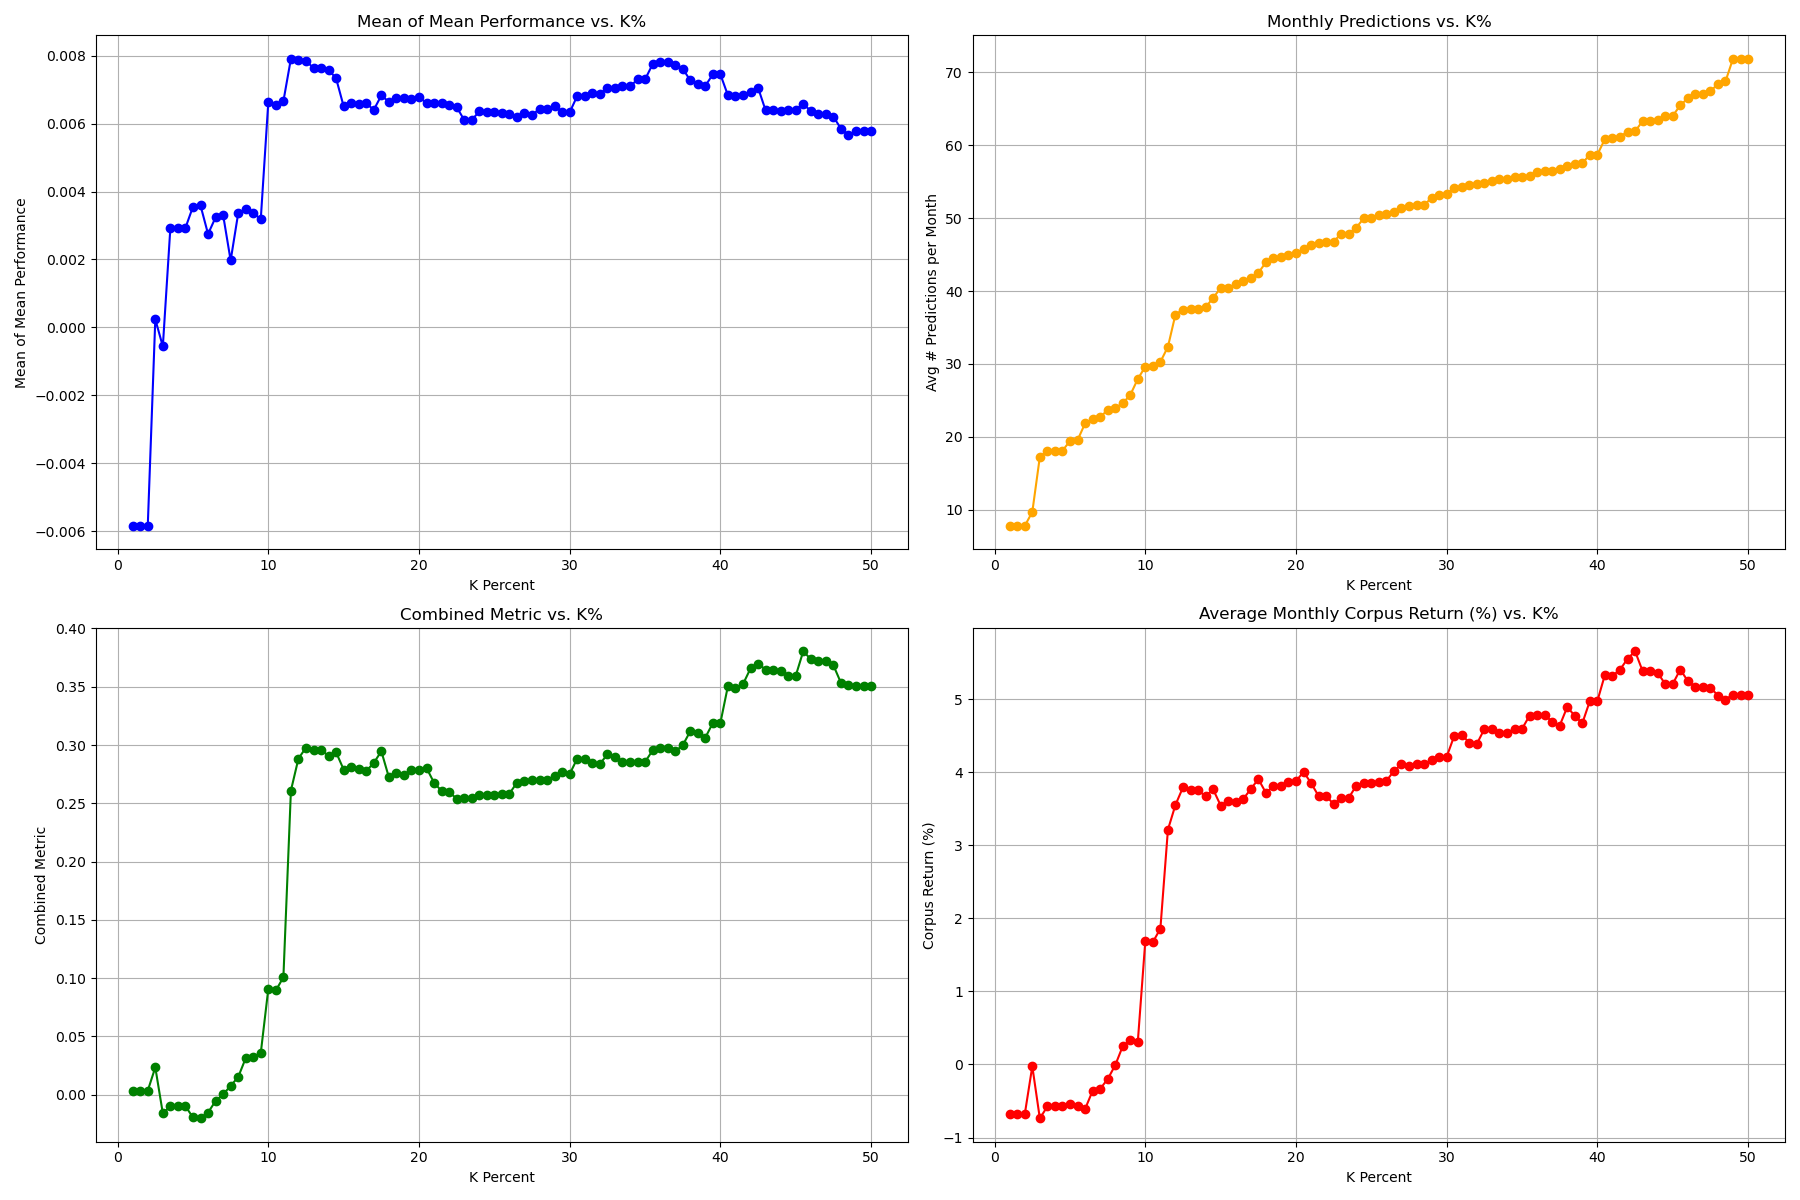 Mean of Mean Performance vs. K%
Mean of Mean Performance
0.008
0.006
0.004
0.002
0.000
−0.002
−0.004
−0.006
0 10 20 30 40 50
K Percent
Monthly Predictions vs. K%
Avg # Predictions per Month
70
60
50
40
30
20
10
0 10 20 30 40 50
K Percent
Combined Metric vs. K%
Combined Metric
0.40
0.35
0.30
0.25
0.20
0.15
0.10
0.05
0.00
0 10 20 30 40 50
K Percent
Average Monthly Corpus Return (%) vs. K%
Corpus Return (%)
5
4
3
2
1
0
−1
0 10 20 30 40 50
K Percent